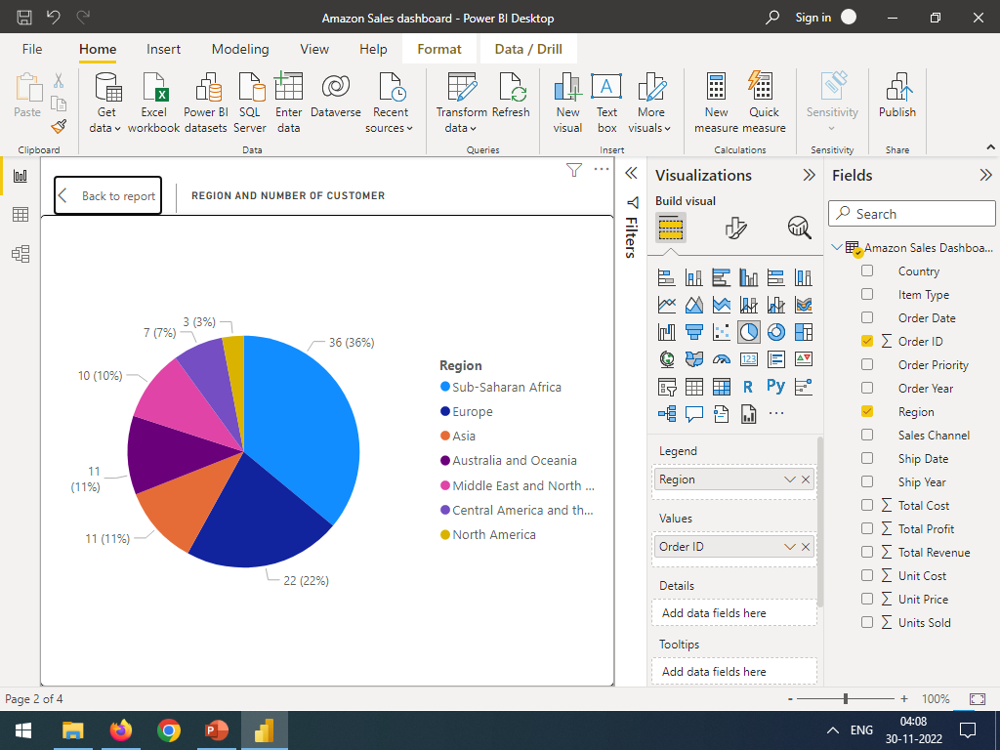 Amazon Sales dashboard - Power BI Desktop
Sign in
File Home Insert Modeling View Help Format Data / Drill
Paste
Get data
Excel workbook
Power BI datasets
SQL Server
Enter data
Dataverse
Recent sources
Transform data
Refresh
New visual
Text box
More visuals
New measure
Quick measure
Sensitivity
Publish
Clipboard Data Queries Insert Calculations Sensitivity Share
Back to report
REGION AND NUMBER OF CUSTOMER
3 (3%)
7 (7%)
36 (36%)
10 (10%)
11
(11%)
11 (11%)
22 (22%)
Region
Sub-Saharan Africa
Europe
Asia
Australia and Oceania
Middle East and North ...
Central America and th...
North America
Filters
Visualizations
Build visual
123
R
Py
...
Legend
Region
Values
Order ID
Details
Add data fields here
Tooltips
Add data fields here
Fields
Search
Amazon Sales Dashboa...
Country
Item Type
Order Date
Order ID
Order Priority
Order Year
Region
Sales Channel
Ship Date
Ship Year
Total Cost
Total Profit
Total Revenue
Unit Cost
Unit Price
Units Sold
Page 2 of 4
- + 100%
ENG
04:08
30-11-2022